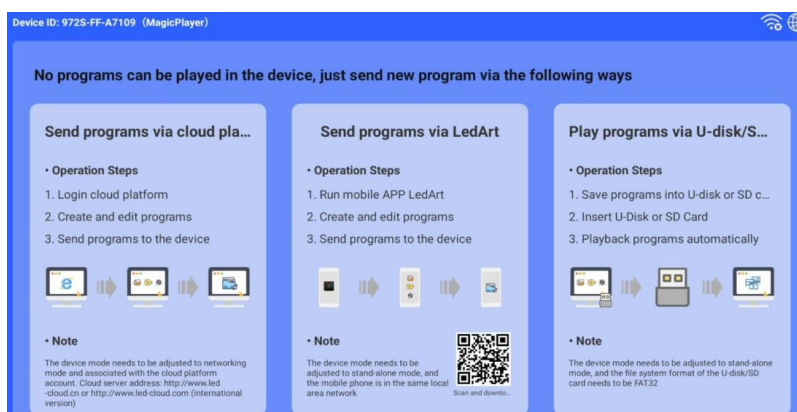 Device ID: 972S-FF-A7109（MagicPlayer）
No programs can be played in the device, just send new program via the following ways
Send programs via cloud pla...
• Operation Steps
1. Login cloud platform
2. Create and edit programs
3. Send programs to the device
• Note
The device mode needs to be adjusted to networking
mode and associated with the cloud platform
account. Cloud server address: http://www.led
-cloud.cn or http://www.led-cloud.com (international
version)
Send programs via LedArt
• Operation Steps
1. Run mobile APP LedArt
2. Create and edit programs
3. Send programs to the device
• Note
The device mode needs to be
adjusted to stand-alone mode, and
the mobile phone is in the same local
area network
Scan and downlo...
Play programs via U-disk/S...
• Operation Steps
1. Save programs into U-disk or SD c...
2. Insert U-Disk or SD Card
3. Playback programs automatically
• Note
The device mode needs to be adjusted to stand-alone
mode, and the file system format of the U-disk/SD
card needs to be FAT32